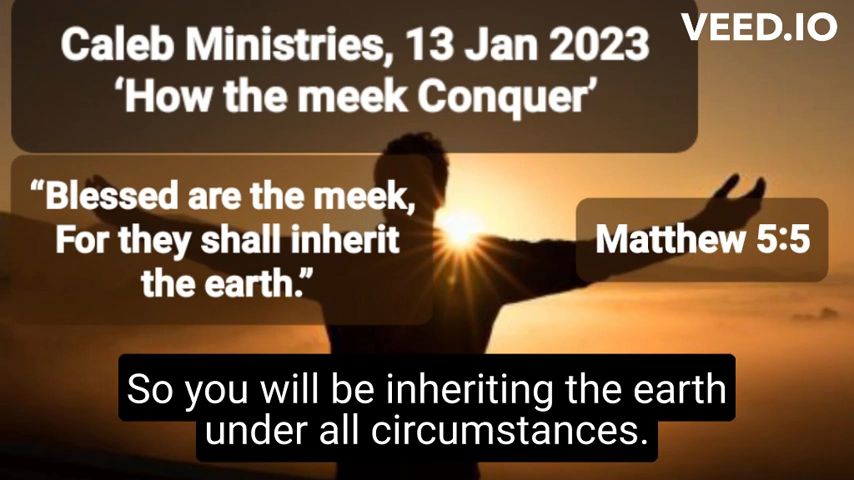 Caleb Ministries, 13 Jan 2023
‘How the meek Conquer’
VEED.IO
“Blessed are the meek,
For they shall inherit
the earth.”
Matthew 5:5
So you will be inheriting the earth
under all circumstances.